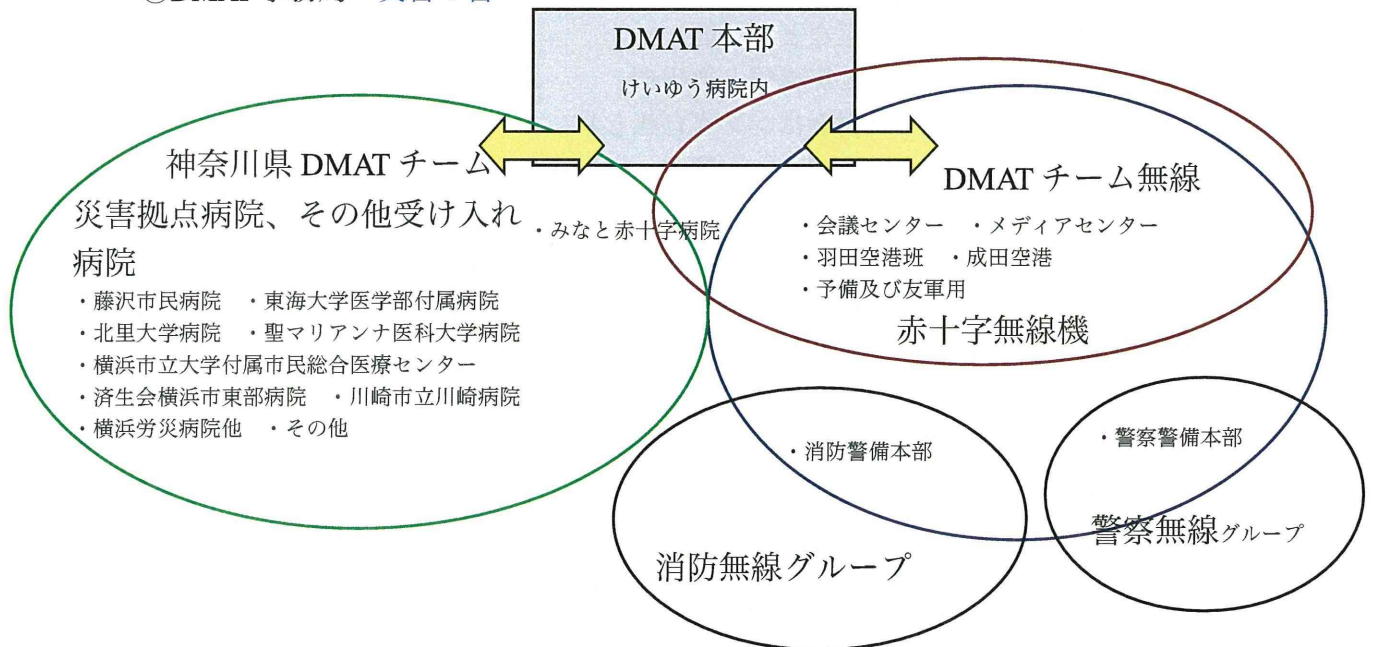 DMAT 本部
けいゆう病院内
神奈川県 DMAT チーム
災害拠点病院、その他受け入れ
病院
・藤沢市民病院 ・東海大学医学部付属病院
・北里大学病院 ・聖マリアンナ医科大学病院
・横浜市立大学付属市民総合医療センター
・済生会横浜市東部病院 ・川崎市立川崎病院
・横浜労災病院他 ・その他
・みなと赤十字病院
DMAT チーム無線
・会議センター ・メディアセンター
・羽田空港班 ・成田空港
・予備及び友軍用
赤十字無線機
・消防警備本部
消防無線グループ
・警察警備本部
警察無線グループ